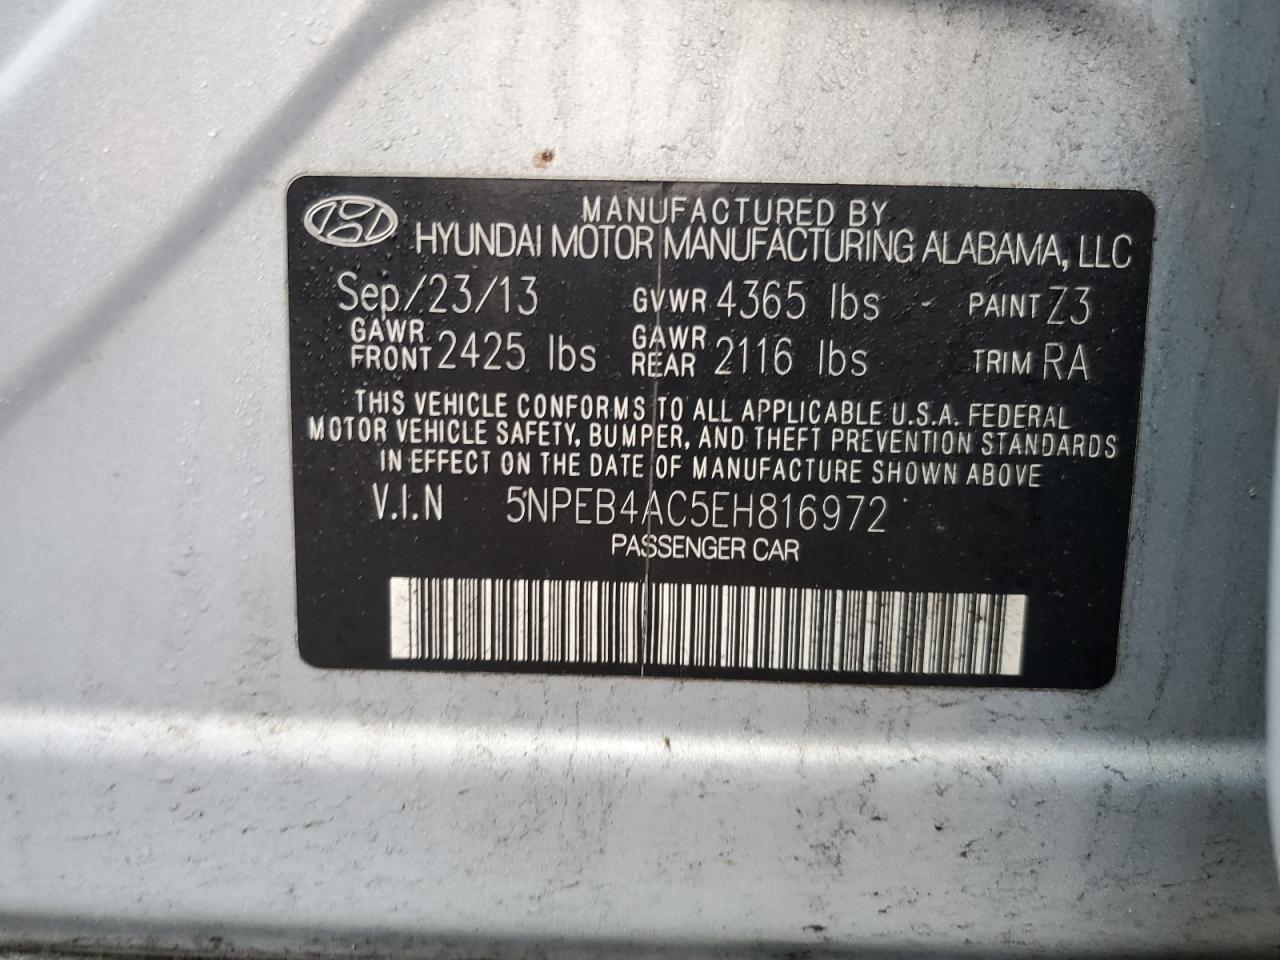 MANUFACTURED BY
HYUNDAI MOTOR MANUFACTURING ALABAMA, LLC
Sep/23/13 GVWR 4365 lbs PAINT Z3
GAWR FRONT 2425 lbs GAWR REAR 2116 lbs TRIM RA
THIS VEHICLE CONFORMS TO ALL APPLICABLE U.S.A. FEDERAL
MOTOR VEHICLE SAFETY, BUMPER, AND THEFT PREVENTION STANDARDS
IN EFFECT ON THE DATE OF MANUFACTURE SHOWN ABOVE
V.I.N 5NPEB4AC5EH816972
PASSENGER CAR